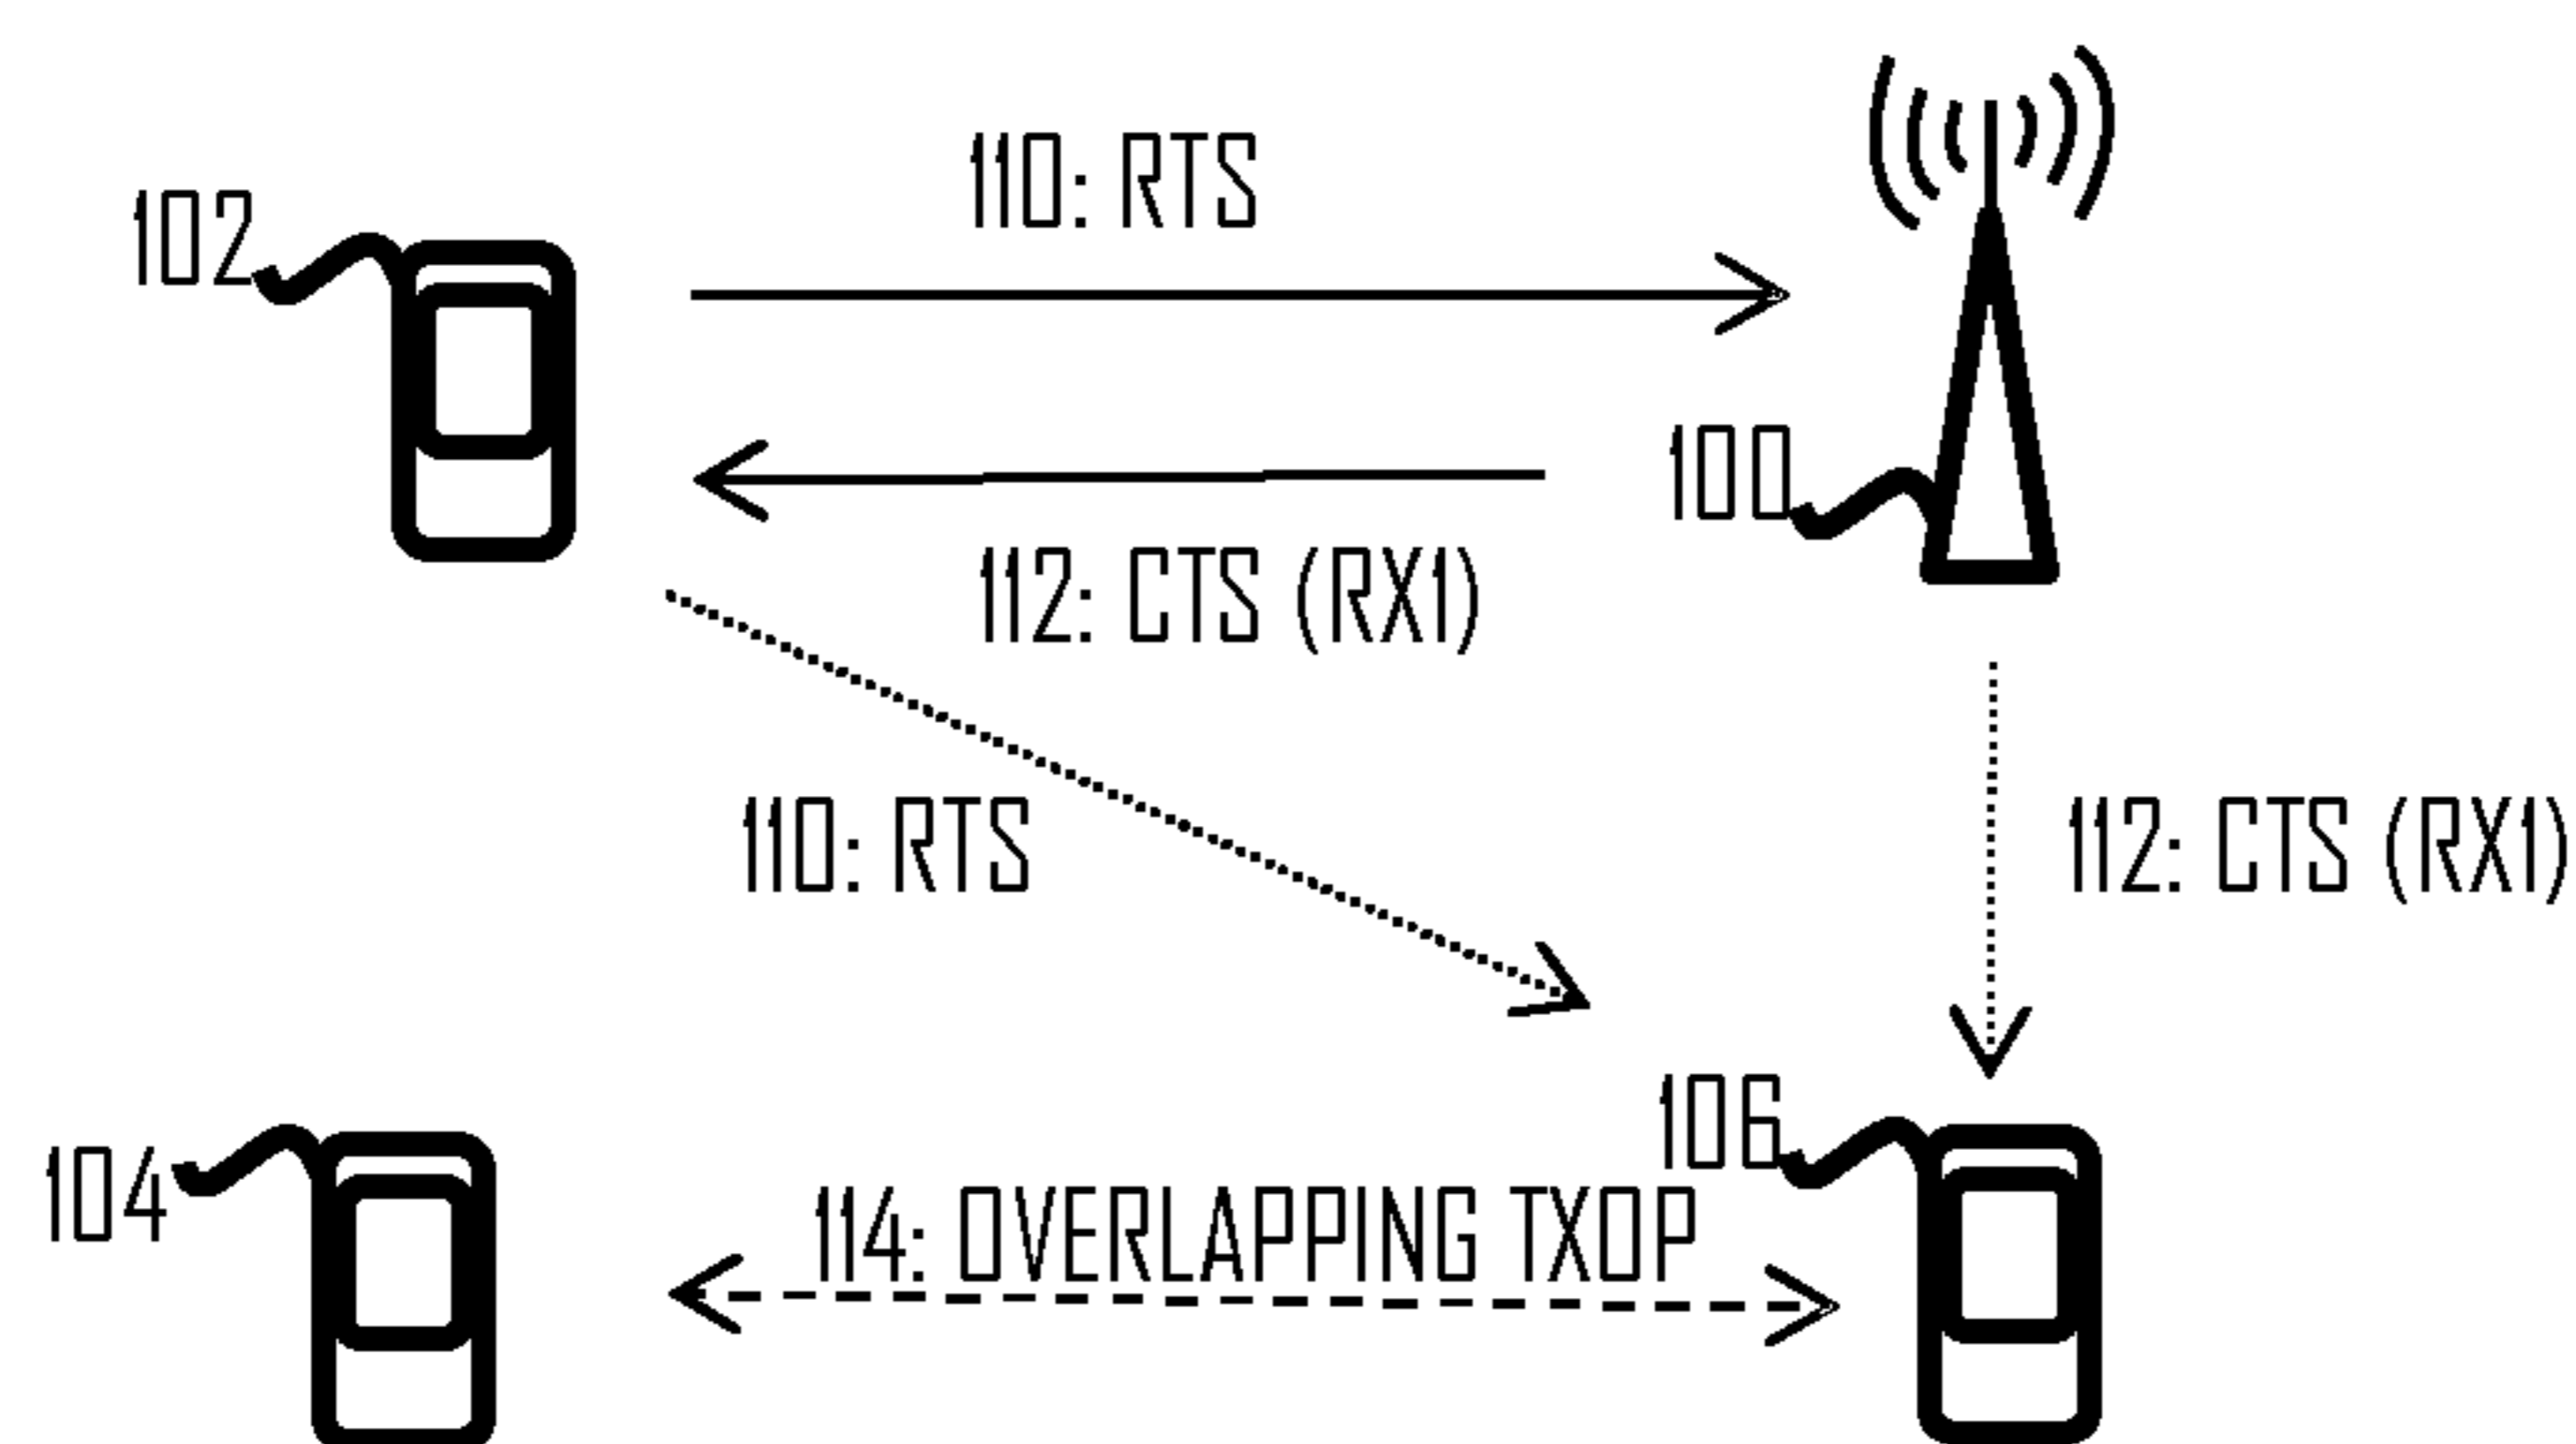 110: RTS
102
100
112: CTS (RX1)
110: RTS
112: CTS (RX1)
106
104
114: OVERLAPPING TXOP